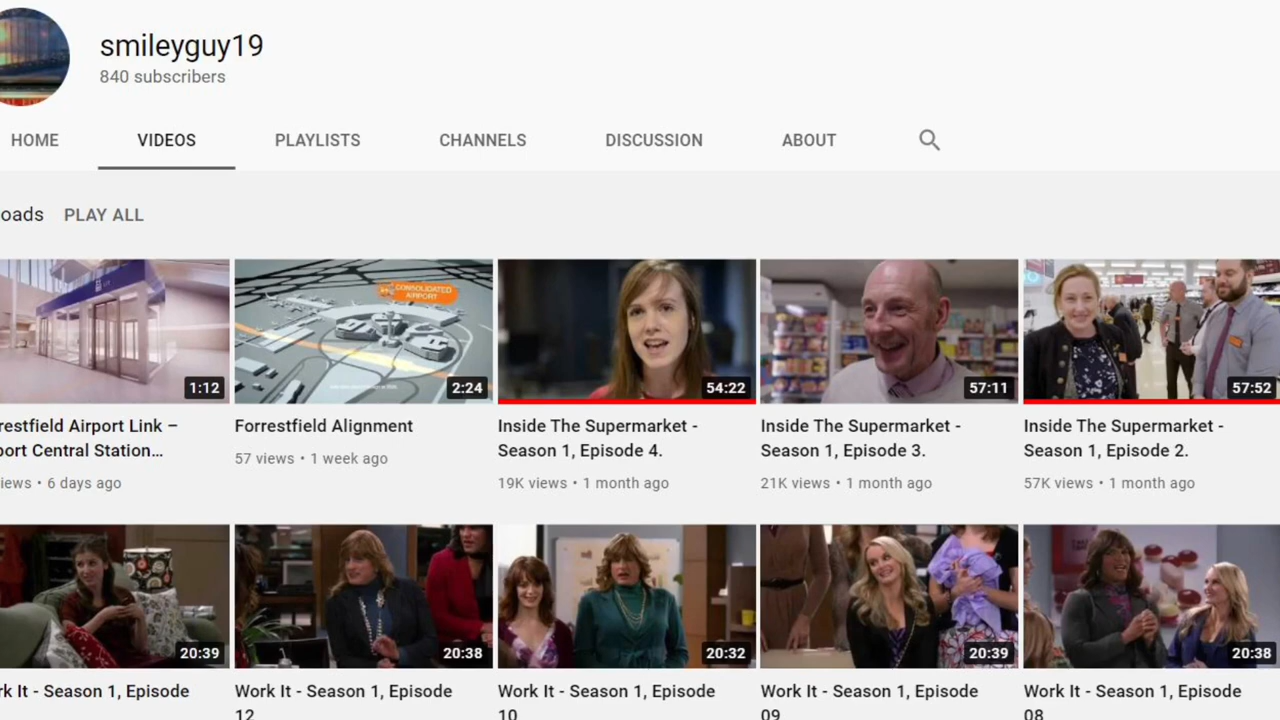 smileyguy19
840 subscribers
HOME VIDEOS PLAYLISTS CHANNELS DISCUSSION ABOUT
oads PLAY ALL
CONSOLIDATED
AIRPORT
1:12 2:24 54:22 57:11 57:52
restfield Airport Link –
port Central Station...
iews • 6 days ago
Forrestfield Alignment
57 views • 1 week ago
Inside The Supermarket -
Season 1, Episode 4.
19K views • 1 month ago
Inside The Supermarket -
Season 1, Episode 3.
21K views • 1 month ago
Inside The Supermarket -
Season 1, Episode 2.
57K views • 1 month ago
20:39 20:38 20:32 20:39 20:38
rk It - Season 1, Episode
Work It - Season 1, Episode
12
Work It - Season 1, Episode
10
Work It - Season 1, Episode
09
Work It - Season 1, Episode
08